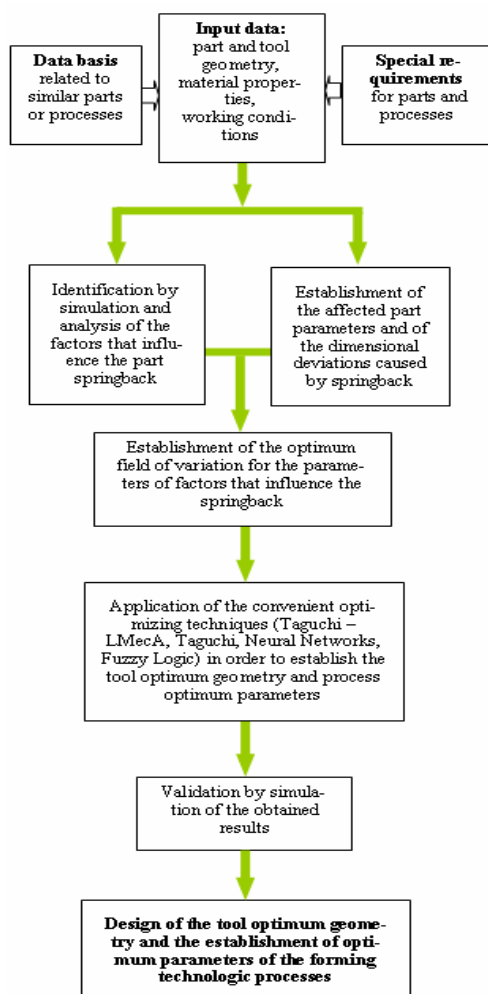 Data basis
related to
similar parts
or processes
Input data:
part and tool
geometry,
material proper-
ties,
working condi-
tions
Special re-
quirements
for parts and
processes
Identification by
simulation and
analysis of the
factors that influ-
ence the part
springback
Establishment of
the affected part
parameters and of
the dimensional
deviations caused
by springback
Establishment of the optimum
field of variation for the parame-
ters of factors that influence the
springback
Application of the convenient opti-
mizing techniques (Taguchi –
LMecA, Taguchi, Neural Networks,
Fuzzy Logic) in order to establish the
tool optimum geometry and process
optimum parameters
Validation by simula-
tion of the obtained
results
Design of the tool optimum geome-
try and the establishment of opti-
mum parameters of the forming
technologic processes